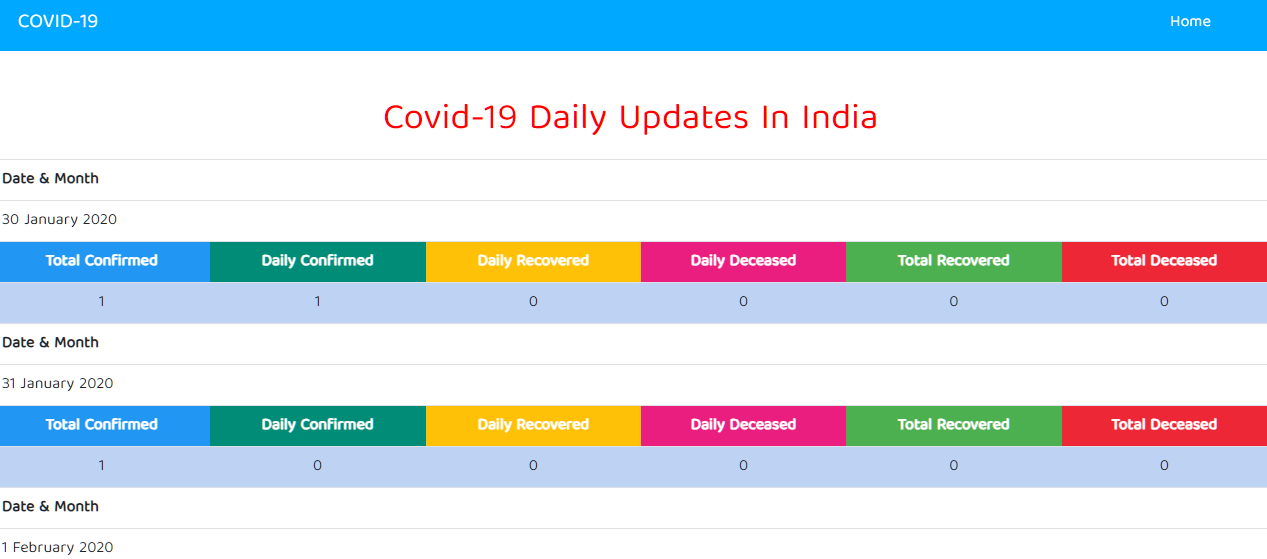 COVID-19 Home
Covid-19 Daily Updates In India
Date & Month
30 January 2020
Total Confirmed Daily Confirmed Daily Recovered Daily Deceased Total Recovered Total Deceased
1 1 0 0 0 0
Date & Month
31 January 2020
Total Confirmed Daily Confirmed Daily Recovered Daily Deceased Total Recovered Total Deceased
1 0 0 0 0 0
Date & Month
1 February 2020